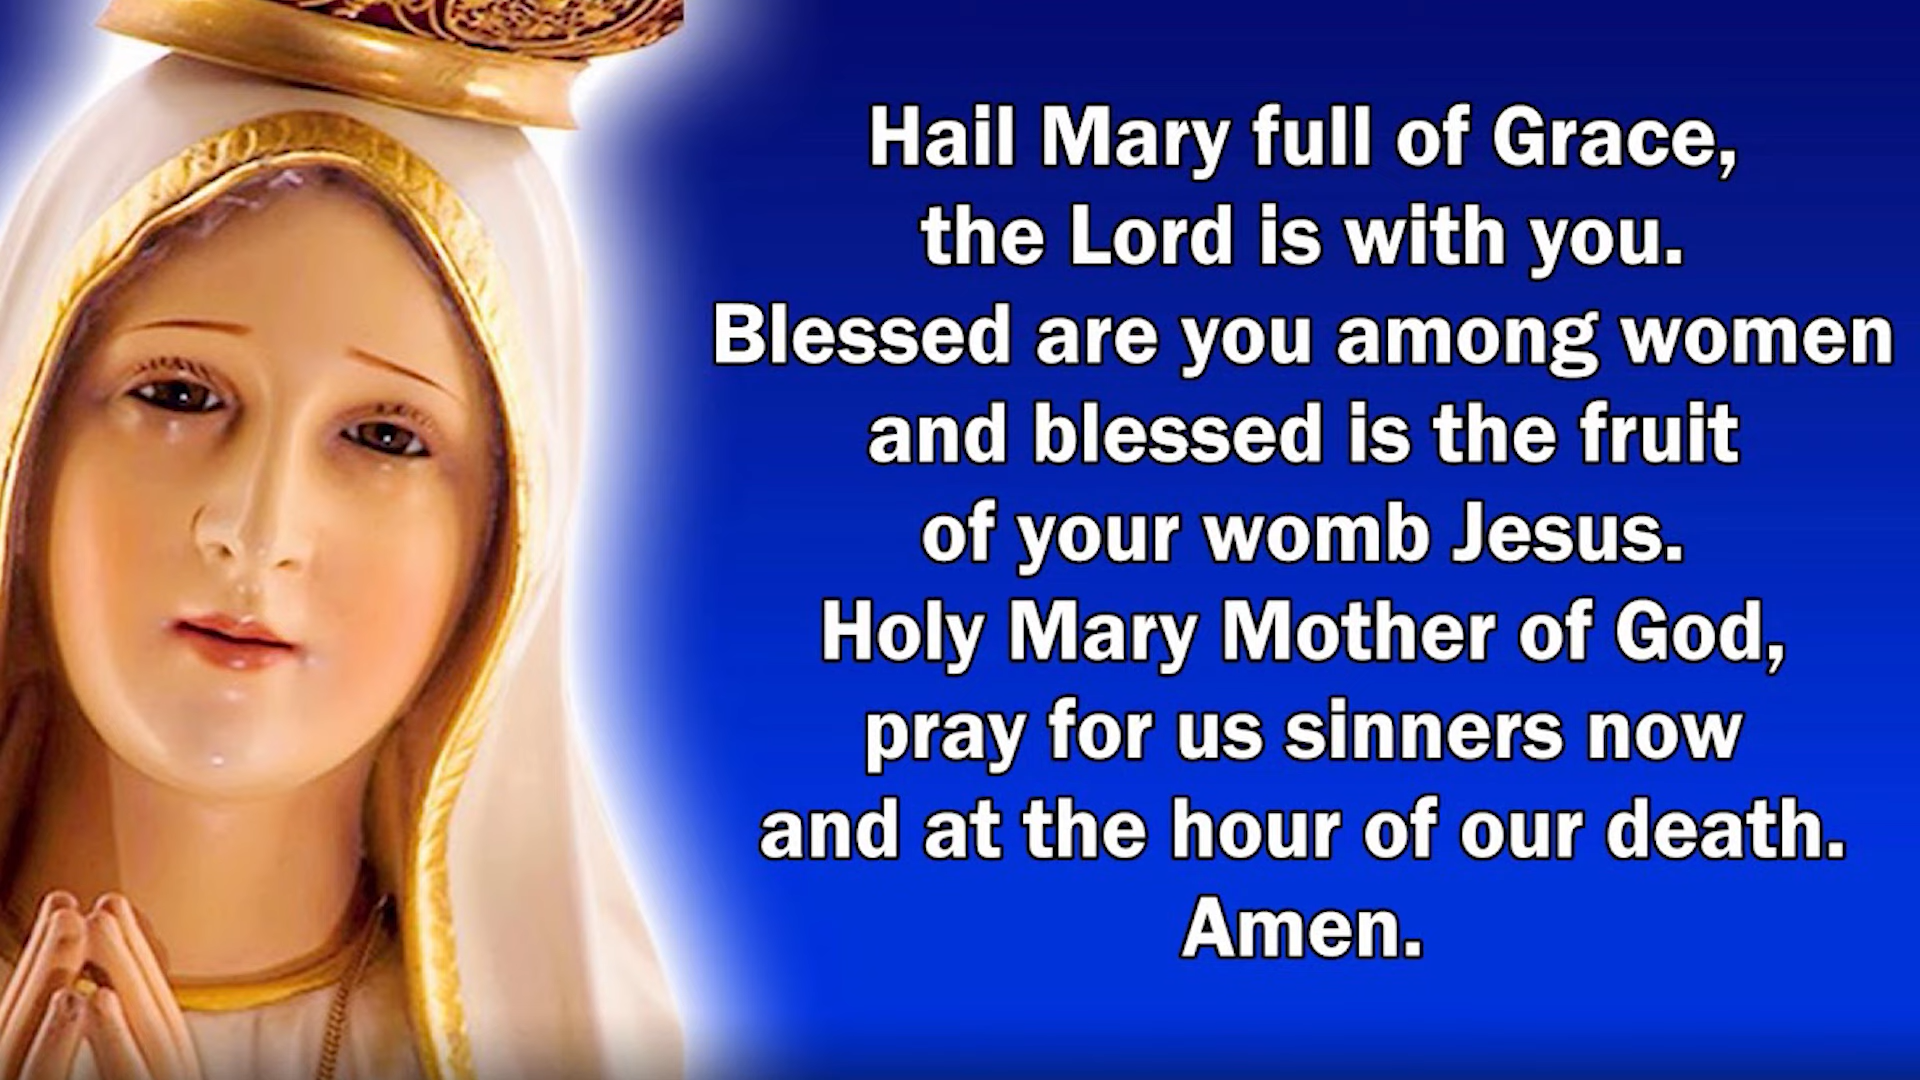 Hail Mary full of Grace,
the Lord is with you.
Blessed are you among women
and blessed is the fruit
of your womb Jesus.
Holy Mary Mother of God,
pray for us sinners now
and at the hour of our death.
Amen.